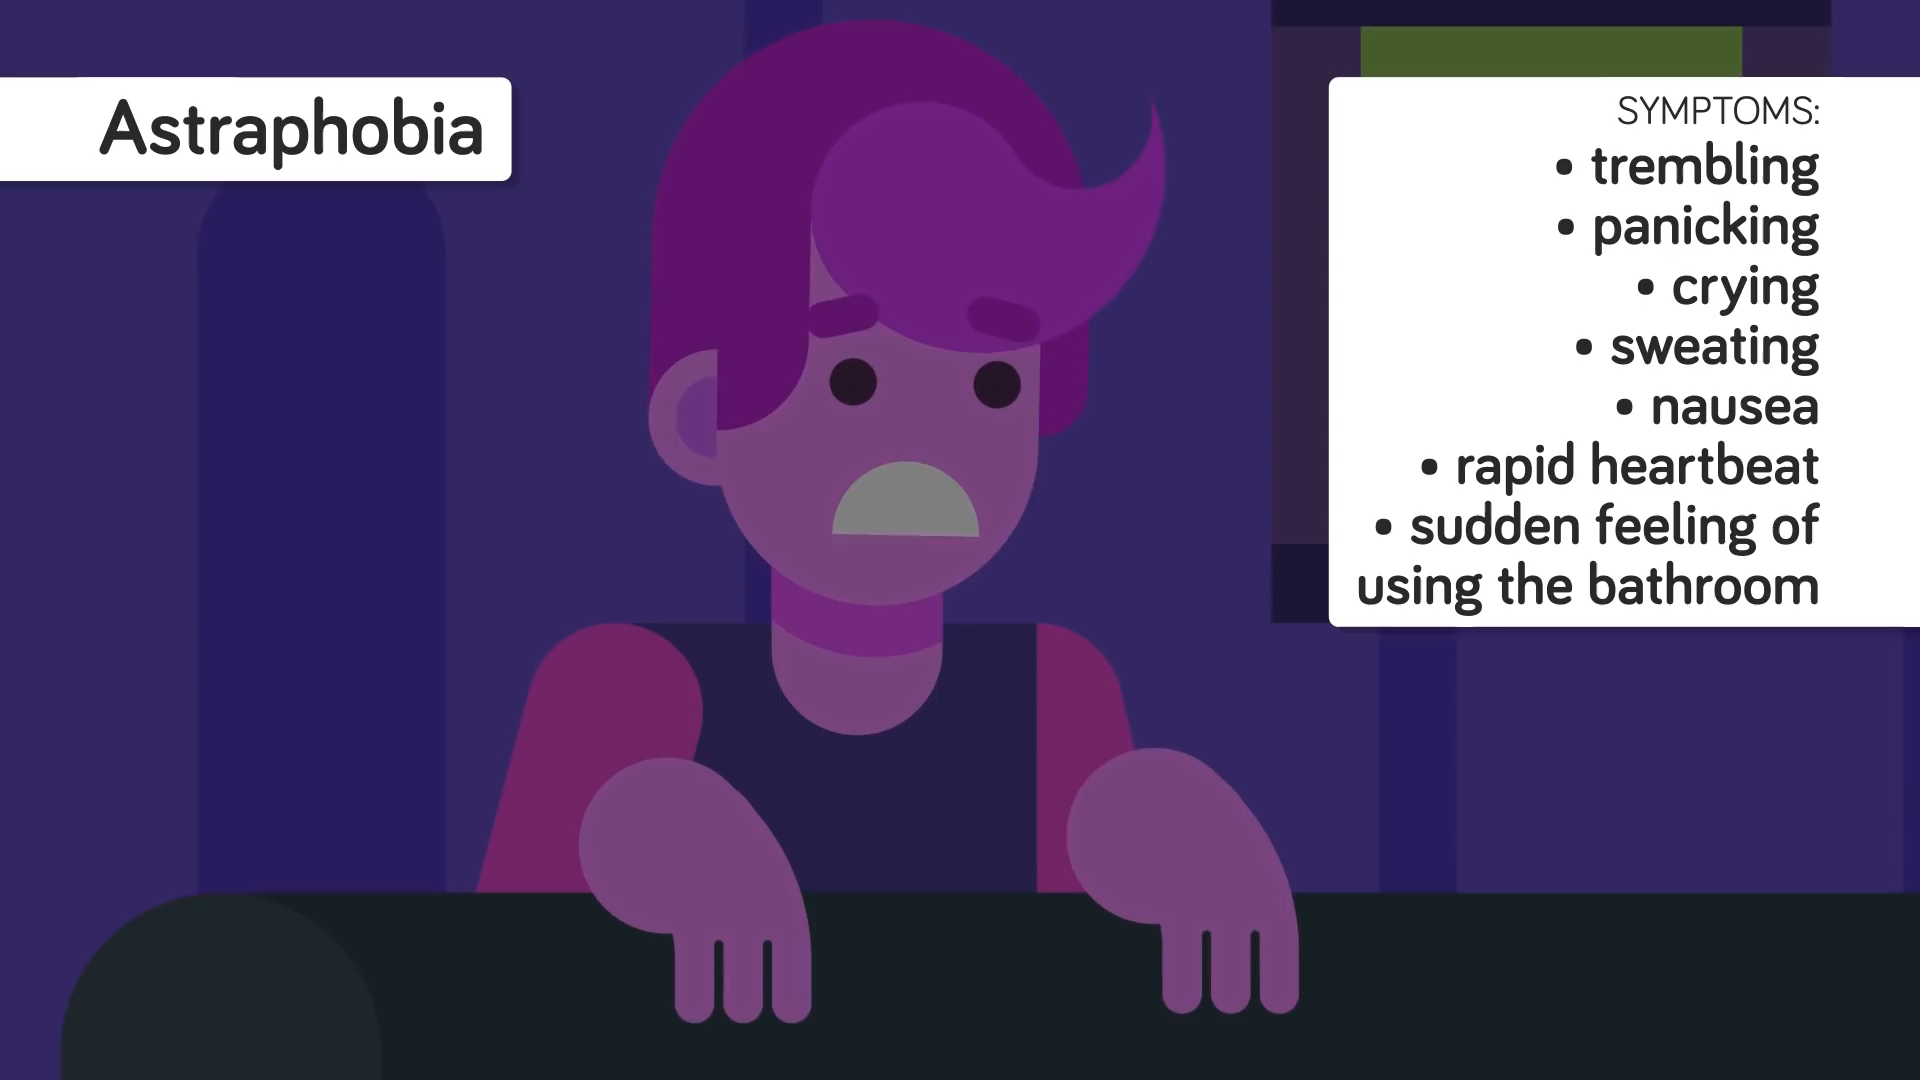 Astraphobia
SYMPTOMS:
• trembling
• panicking
• crying
• sweating
• nausea
• rapid heartbeat
• sudden feeling of
using the bathroom